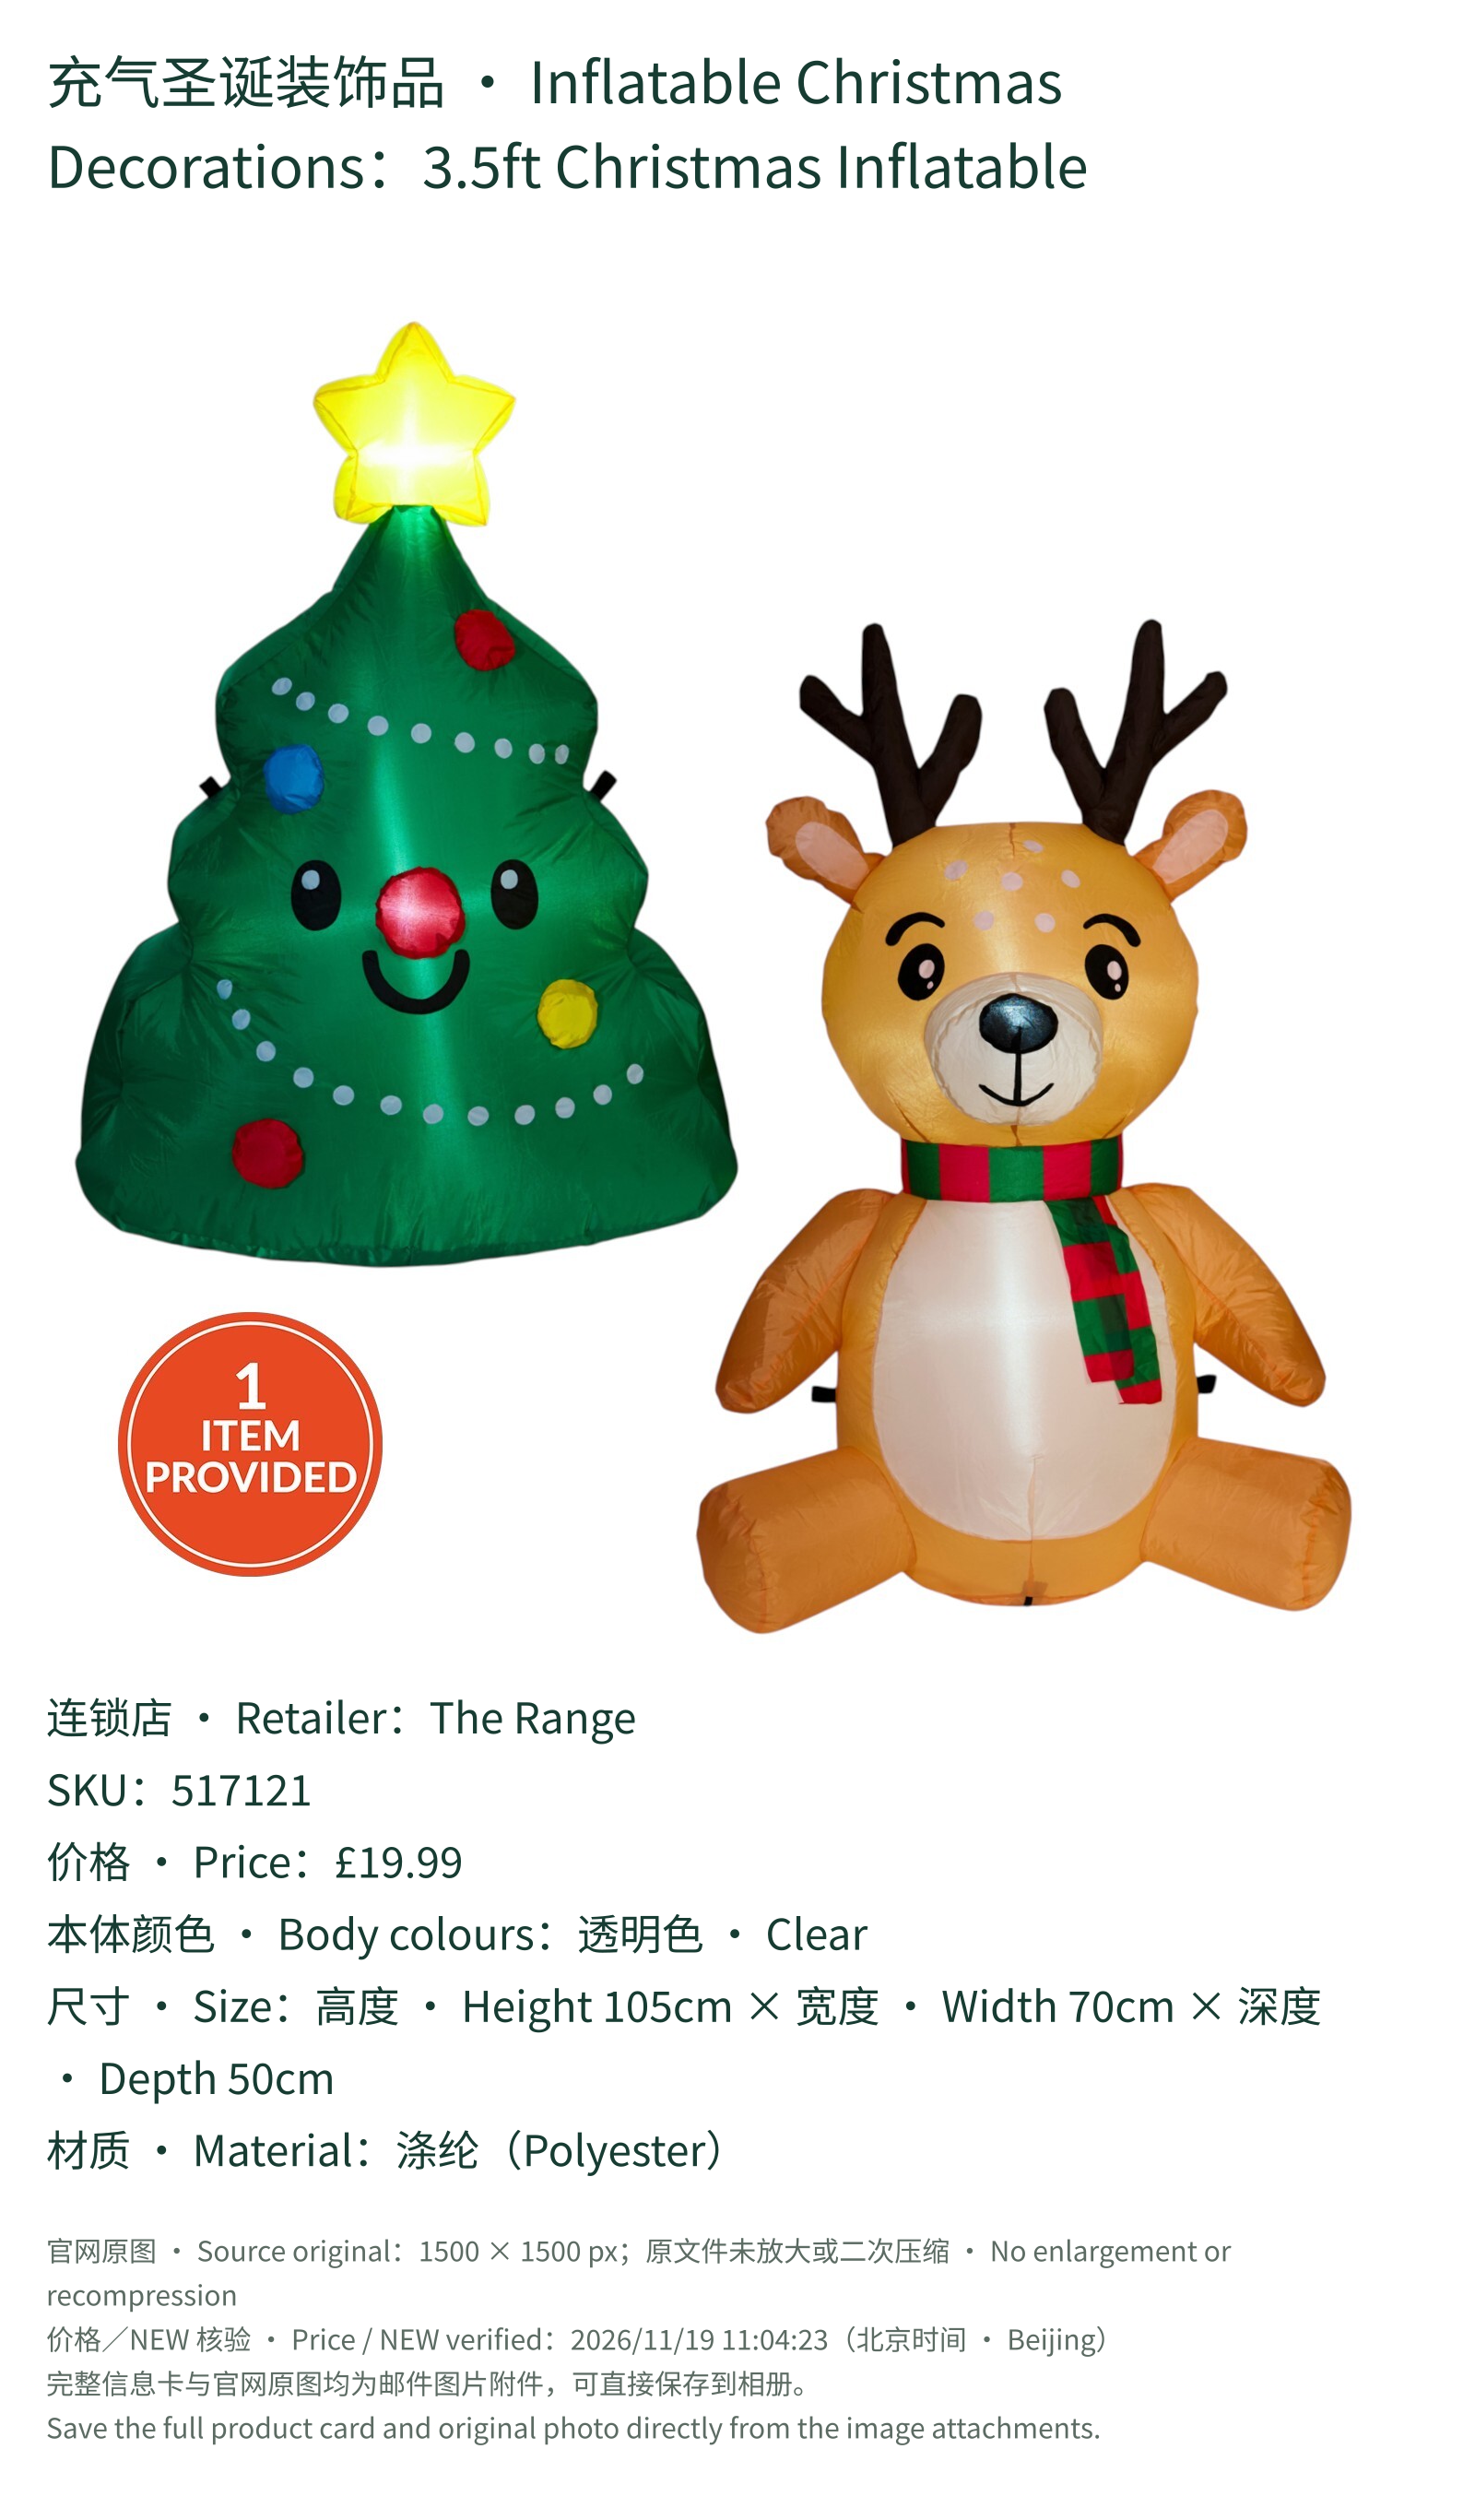 充气圣诞装饰品 · Inflatable Christmas
Decorations：3.5ft Christmas Inflatable
1
ITEM
PROVIDED
连锁店 · Retailer：The Range
SKU：517121
价格 · Price：£19.99
本体颜色 · Body colours：透明色 · Clear
尺寸 · Size：高度 · Height 105cm × 宽度 · Width 70cm × 深度
· Depth 50cm
材质 · Material：涤纶（Polyester）
官网原图 · Source original：1500 × 1500 px；原文件未放大或二次压缩 · No enlargement or
recompression
价格／NEW 核验 · Price / NEW verified：2026/11/19 11:04:23（北京时间 · Beijing）
完整信息卡与官网原图均为邮件图片附件，可直接保存到相册。
Save the full product card and original photo directly from the image attachments.